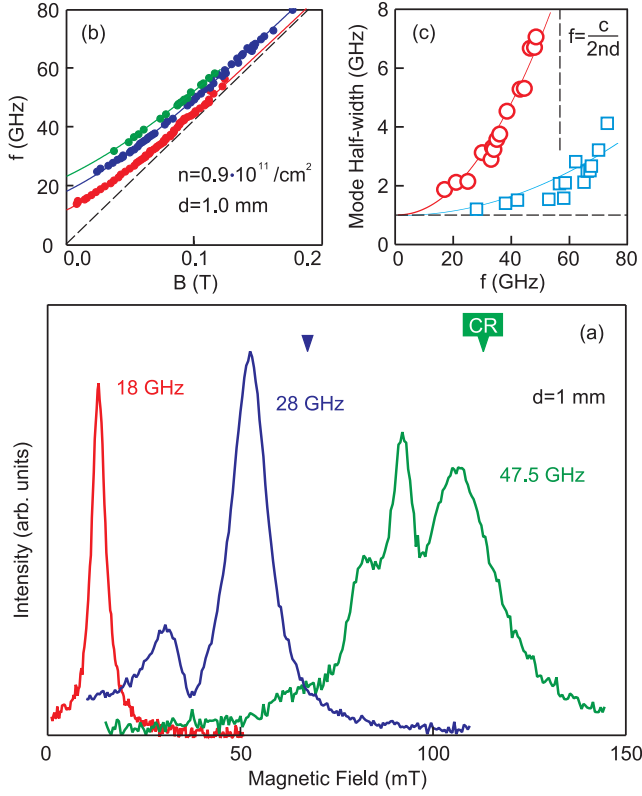 (b)
f (GHz)
80
60
40
20
0
n=0.9·10¹¹/cm²
d=1.0 mm
0.0
0.1
0.2
B (T)
(c)
Mode Half-width (GHz)
8
6
4
2
0
f=c/2nd
0
20
40
60
80
f (GHz)
(a)
CR
18 GHz
28 GHz
d=1 mm
47.5 GHz
Intensity (arb. units)
0
50
100
150
Magnetic Field (mT)